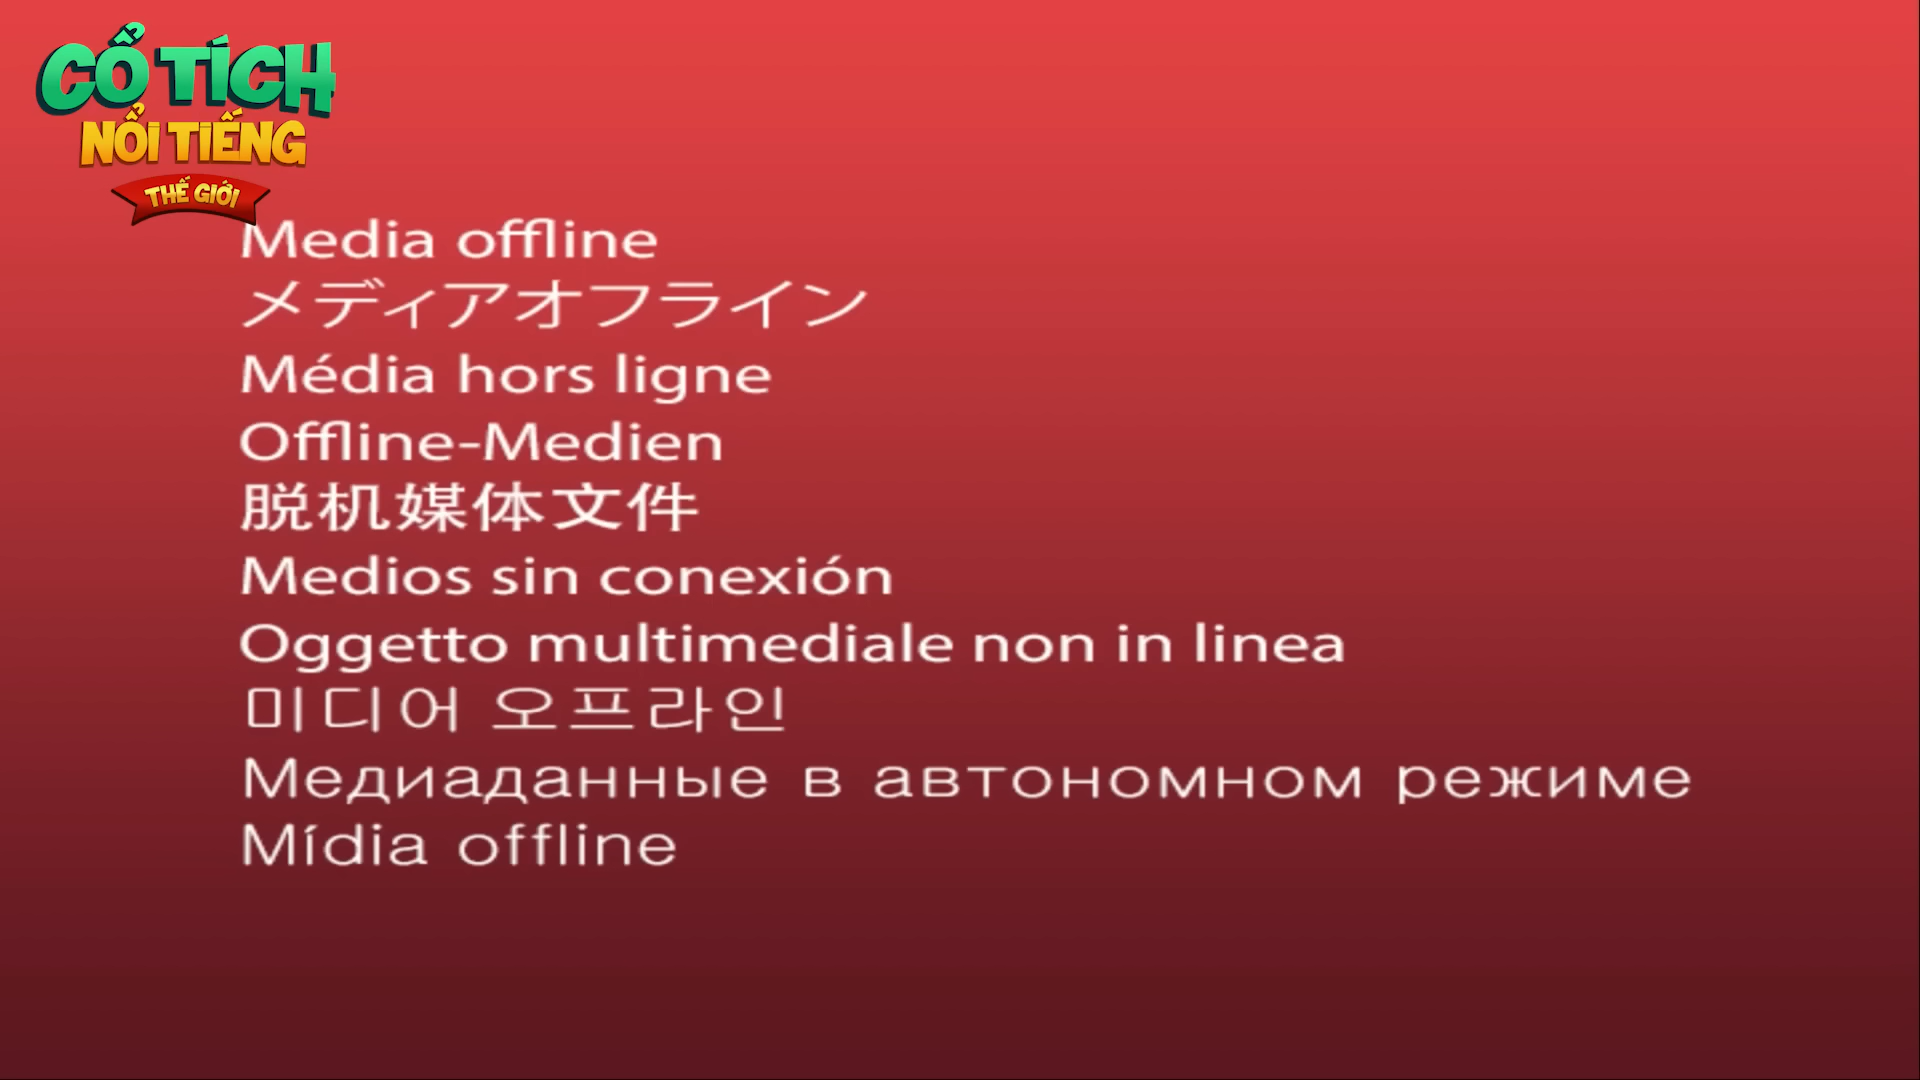 CỔ TÍCH
NỔI TIẾNG
THẾ GIỚI
Media offline
メディアオフライン
Média hors ligne
Offline-Medien
脱机媒体文件
Medios sin conexión
Oggetto multimediale non in linea
미디어 오프라인
Медиаданные в автономном режиме
Mídia offline